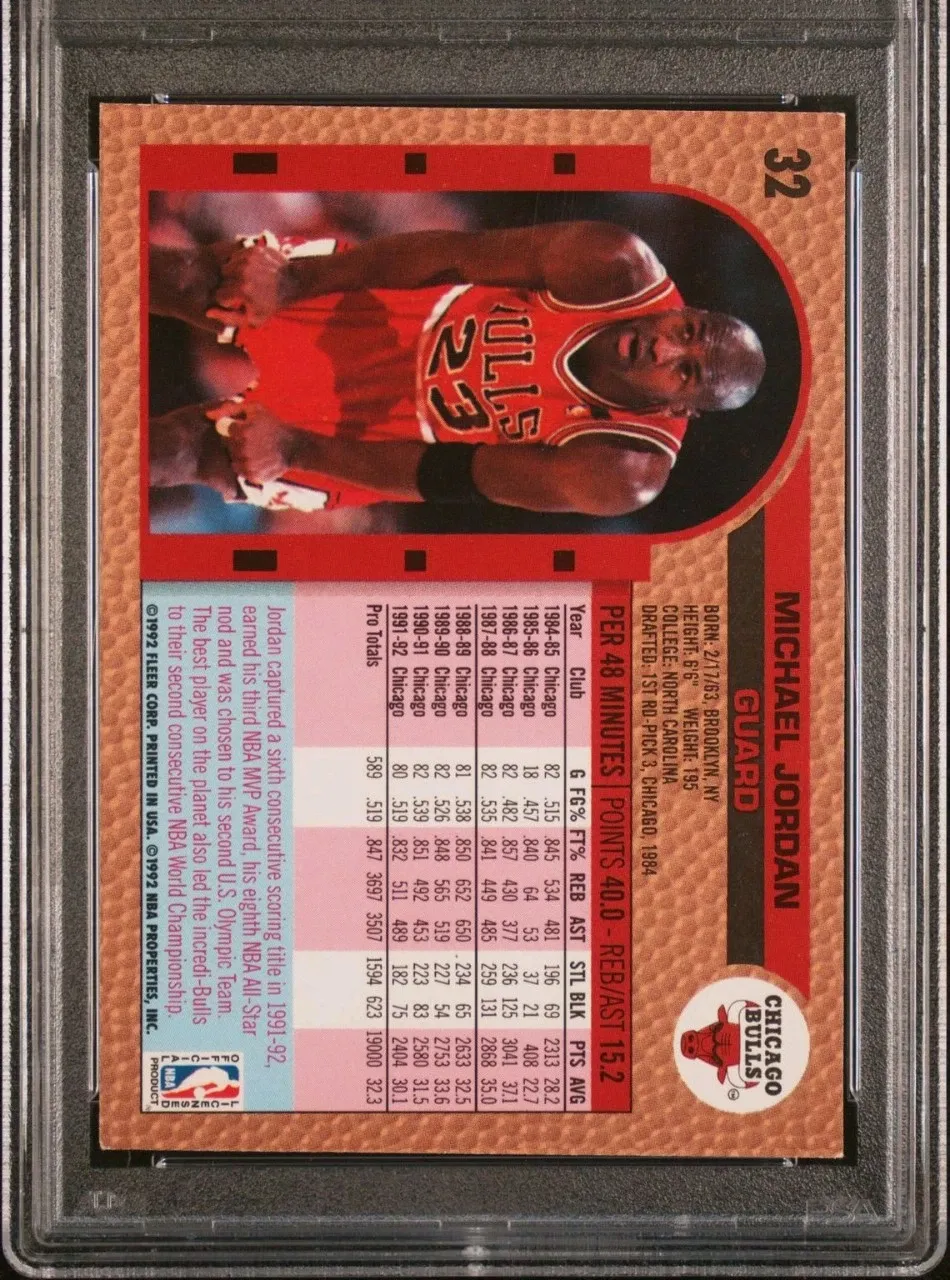 32
MICHAEL JORDAN
GUARD
BORN: 2/17/63, BROOKLYN, NY
HEIGHT: 6'6" WEIGHT: 195
COLLEGE: NORTH CAROLINA
DRAFTED: 1ST RD-PICK 3, CHICAGO, 1984
CHICAGO
BULLS
ULLS
23
PER 48 MINUTES | POINTS 40.0 - REB/AST 15.2
Year Club G FG% FT% REB AST STL BLK PTS AVG
1984-85 Chicago 82 .515 .845 534 481 196 69 2313 28.2
1985-86 Chicago 18 .457 .840 64 53 37 21 408 22.7
1986-87 Chicago 82 .482 .857 430 377 236 125 3041 37.1
1987-88 Chicago 82 .535 .841 449 485 259 131 2868 35.0
1988-89 Chicago 81 .538 .850 652 650 .234 65 2633 32.5
1989-90 Chicago 82 .526 .848 565 519 227 54 2753 33.6
1990-91 Chicago 82 .539 .851 492 453 223 83 2580 31.5
1991-92 Chicago 80 .519 .832 511 489 182 75 2404 30.1
Pro Totals 589 .519 .847 3697 3507 1594 623 19000 32.3
Jordan captured a sixth consecutive scoring title in 1991-92,
earned his third NBA MVP Award, his eighth NBA All-Star
nod and was chosen to his second U.S. Olympic Team.
The best player on the planet also led the incredi-Bulls
to their second consecutive NBA World Championship.
©1992 FLEER CORP. PRINTED IN USA. ©1992 NBA PROPERTIES, INC.
OFFICIAL
LICENSED
NBA
PRODUCT
PSA